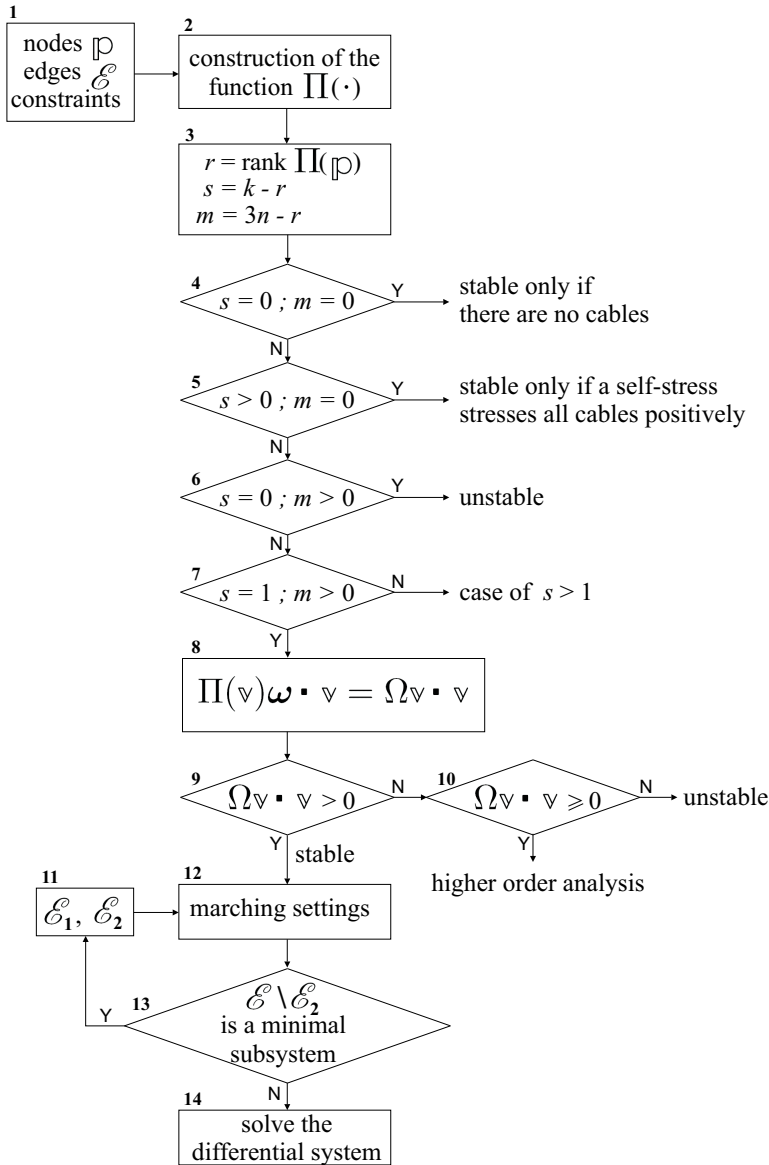 1
nodes ℙ
edges ℰ
constraints
2
construction of the
function Π(·)
3
r = rank Π(ℙ)
s = k - r
m = 3n - r
4
s = 0 ; m = 0
Y
stable only if
there are no cables
N
5
s > 0 ; m = 0
Y
stable only if a self-stress
stresses all cables positively
N
6
s = 0 ; m > 0
Y
unstable
N
7
s = 1 ; m > 0
N
case of s > 1
Y
8
Π(𝕧)ω · 𝕧 = Ω𝕧 · 𝕧
9
Ω𝕧 · 𝕧 > 0
N
10
Ω𝕧 · 𝕧 ⩾ 0
N
unstable
Y
stable
Y
higher order analysis
11
ℰ₁, ℰ₂
12
marching settings
13
Y
ℰ \ ℰ₂
is a minimal
subsystem
N
14
solve the
differential system